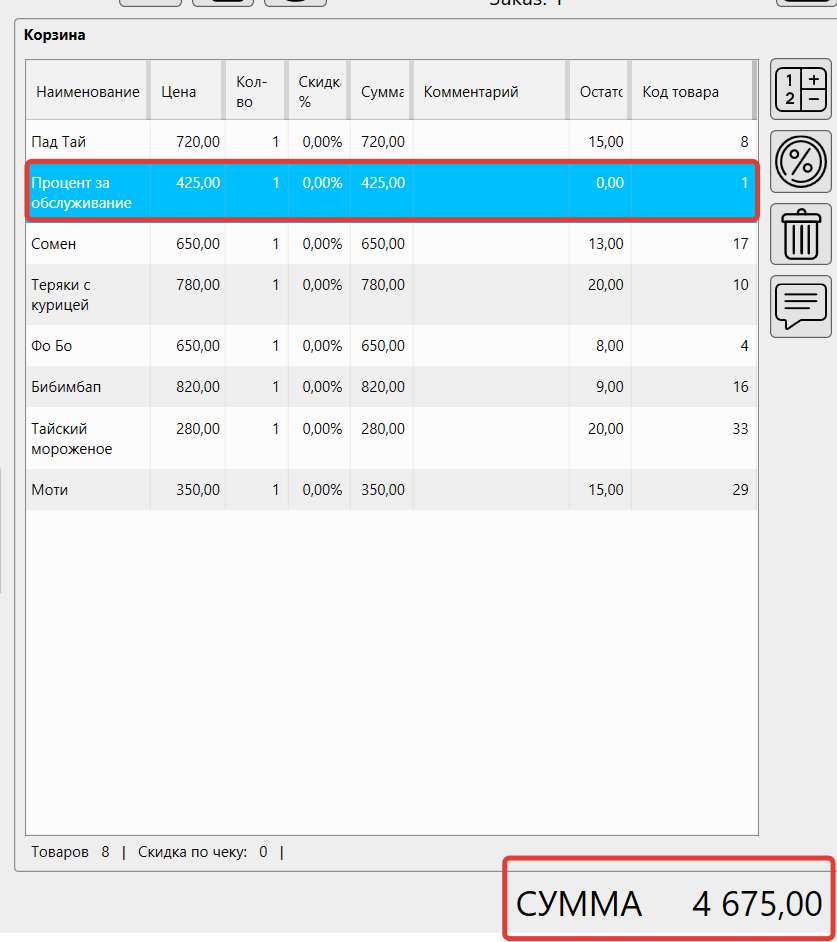 Заказ: 1
Корзина
Наименование Цена Кол-во Скидка % Сумма Комментарий Остато Код товара
Пад Тай 720,00 1 0,00% 720,00 15,00 8
Процент за обслуживание 425,00 1 0,00% 425,00 0,00 1
Сомен 650,00 1 0,00% 650,00 13,00 17
Теряки с курицей 780,00 1 0,00% 780,00 20,00 10
Фо Бо 650,00 1 0,00% 650,00 8,00 4
Бибимбап 820,00 1 0,00% 820,00 9,00 16
Тайский мороженое 280,00 1 0,00% 280,00 20,00 33
Моти 350,00 1 0,00% 350,00 15,00 29
Товаров 8 | Скидка по чеку: 0 |
СУММА 4 675,00